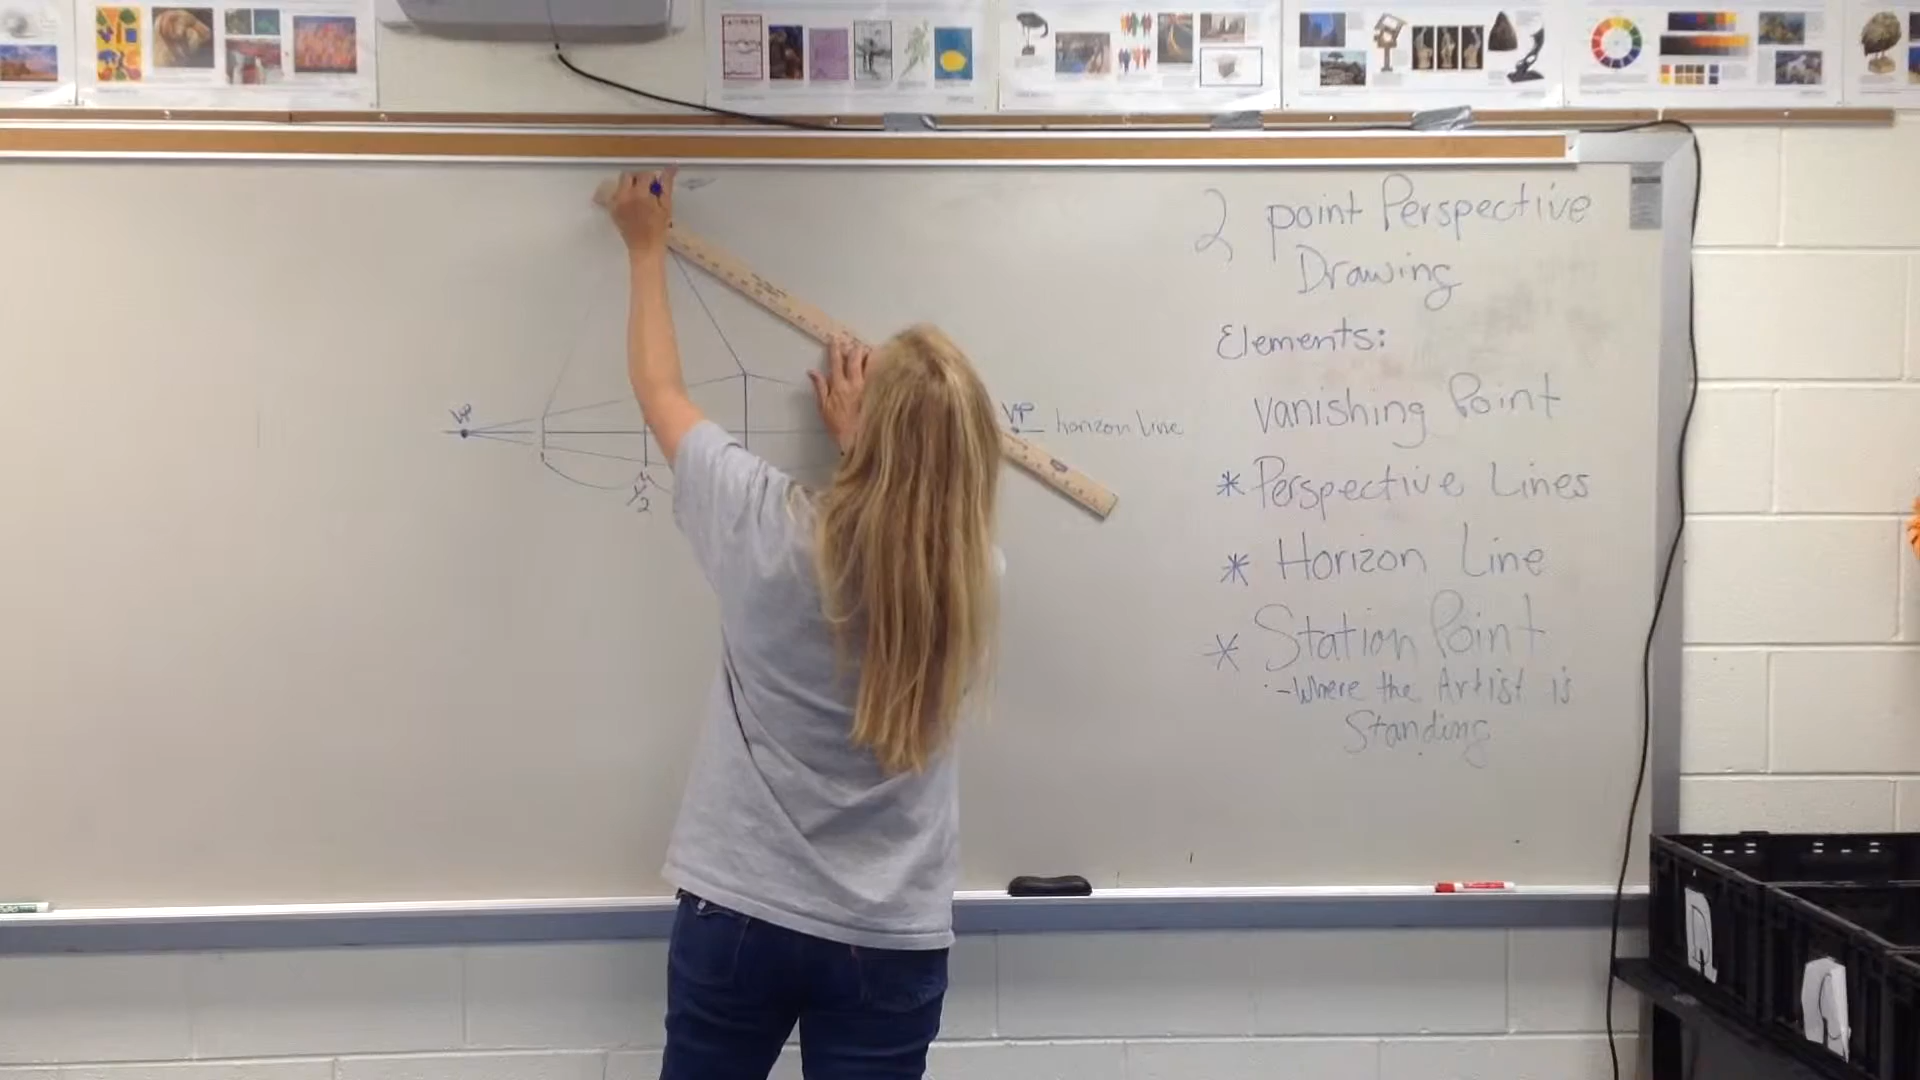 2 point Perspective
Drawing
Elements:
Vanishing Point
* Perspective Lines
* Horizon Line
* Station Point
-Where the Artist is
Standing
VP
VP horizon line
1/2